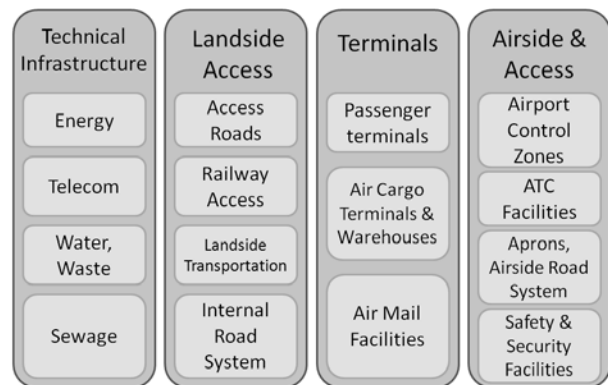 Technical
Infrastructure
Energy
Telecom
Water,
Waste
Sewage
Landside
Access
Access
Roads
Railway
Access
Landside
Transportation
Internal
Road
System
Terminals
Passenger
terminals
Air Cargo
Terminals &
Warehouses
Air Mail
Facilities
Airside &
Access
Airport
Control
Zones
ATC
Facilities
Aprons,
Airside Road
System
Safety &
Security
Facilities